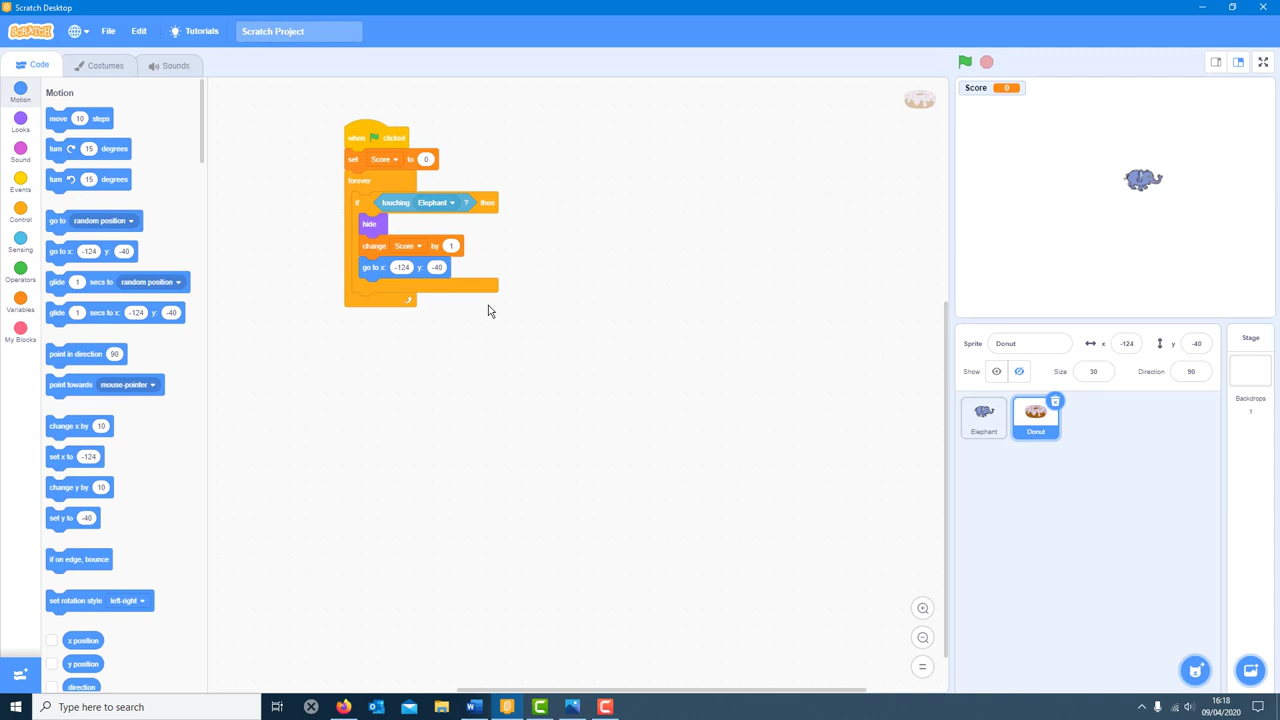 Scratch Desktop
SCRATCH File Edit Tutorials Scratch Project
Code Costumes Sounds
Motion
Looks
Sound
Events
Control
Sensing
Operators
Variables
My Blocks
Motion
move 10 steps
turn 15 degrees
turn 15 degrees
go to random position
go to x: -124 y: -40
glide 1 secs to random position
glide 1 secs to x: -124 y: -40
point in direction 90
point towards mouse-pointer
change x by 10
set x to -124
change y by 10
set y to -40
if on edge, bounce
set rotation style left-right
x position
y position
direction
when clicked
set Score to 0
forever
if touching Elephant ? then
hide
change Score by 1
go to x: -124 y: -40
Score 0
Sprite Donut x -124 y -40
Show Size 30 Direction 90
Elephant
Donut
Stage
Backdrops
1
Type here to search
16:18
09/04/2020